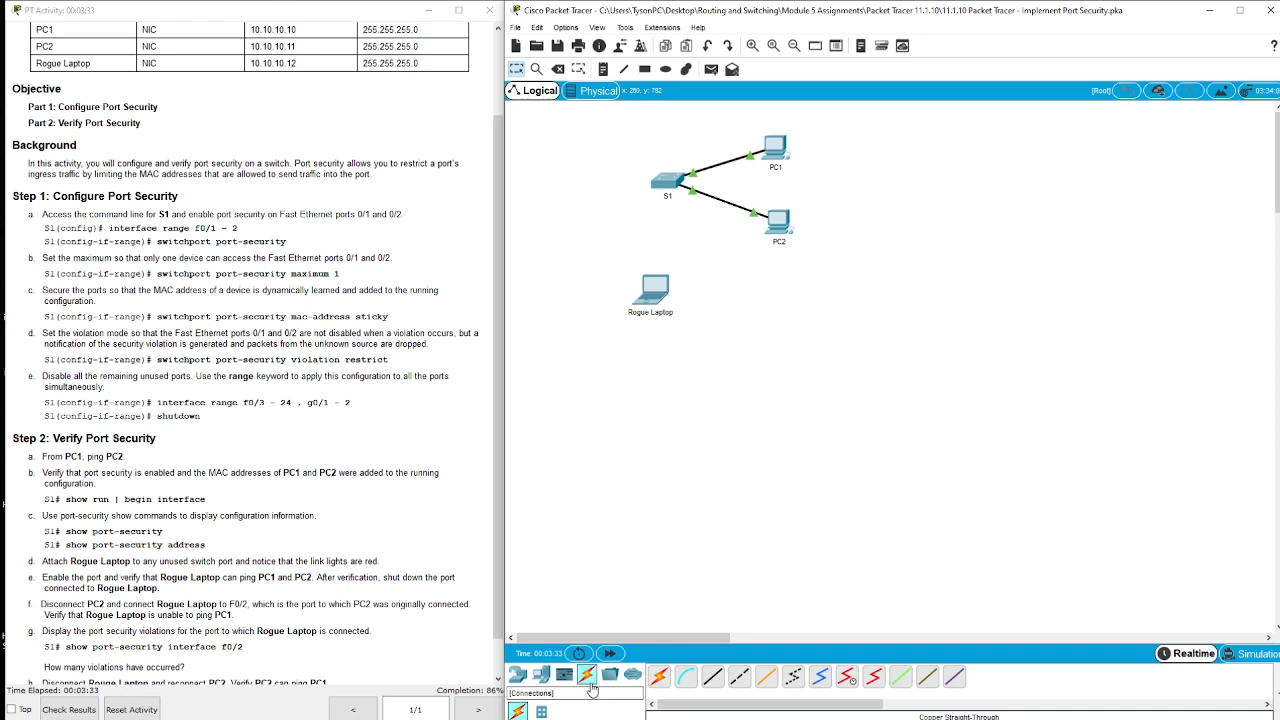 PT Activity: 00:03:33
PC1 NIC 10.10.10.10 255.255.255.0
PC2 NIC 10.10.10.11 255.255.255.0
Rogue Laptop NIC 10.10.10.12 255.255.255.0
Objective
Part 1: Configure Port Security
Part 2: Verify Port Security
Background
In this activity, you will configure and verify port security on a switch. Port security allows you to restrict a port's
ingress traffic by limiting the MAC addresses that are allowed to send traffic into the port.
Step 1: Configure Port Security
a. Access the command line for S1 and enable port security on Fast Ethernet ports 0/1 and 0/2.
S1(config)# interface range f0/1 - 2
S1(config-if-range)# switchport port-security
b. Set the maximum so that only one device can access the Fast Ethernet ports 0/1 and 0/2.
S1(config-if-range)# switchport port-security maximum 1
c. Secure the ports so that the MAC address of a device is dynamically learned and added to the running
configuration.
S1(config-if-range)# switchport port-security mac-address sticky
d. Set the violation mode so that the Fast Ethernet ports 0/1 and 0/2 are not disabled when a violation occurs, but a
notification of the security violation is generated and packets from the unknown source are dropped.
S1(config-if-range)# switchport port-security violation restrict
e. Disable all the remaining unused ports. Use the range keyword to apply this configuration to all the ports
simultaneously.
S1(config-if-range)# interface range f0/3 - 24 , g0/1 - 2
S1(config-if-range)# shutdown
Step 2: Verify Port Security
a. From PC1, ping PC2.
b. Verify that port security is enabled and the MAC addresses of PC1 and PC2 were added to the running
configuration.
S1# show run | begin interface
c. Use port-security show commands to display configuration information.
S1# show port-security
S1# show port-security address
d. Attach Rogue Laptop to any unused switch port and notice that the link lights are red.
e. Enable the port and verify that Rogue Laptop can ping PC1 and PC2. After verification, shut down the port
connected to Rogue Laptop.
f. Disconnect PC2 and connect Rogue Laptop to F0/2, which is the port to which PC2 was originally connected.
Verify that Rogue Laptop is unable to ping PC1.
g. Display the port security violations for the port to which Rogue Laptop is connected.
S1# show port-security interface f0/2
How many violations have occurred?
h. Disconnect Rogue Laptop and reconnect PC2. Verify PC2 can ping PC1.
Time Elapsed: 00:03:33 Completion: 86%
Top Check Results Reset Activity < 1/1 >
Cisco Packet Tracer - C:\Users\TysonPC\Desktop\Routing and Switching\Module 5 Assignments\Packet Tracer 11.1.10\11.1.10 Packet Tracer - Implement Port Security.pka
File Edit Options View Tools Extensions Help
Logical Physical x: 280, y: 782 [Root] 03:34:0
PC1
S1
PC2
Rogue Laptop
Time: 00:03:33 Realtime Simulation
[Connections]
Copper Straight-Through